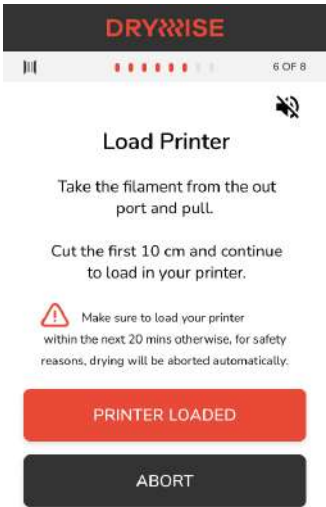 DRYWISE
6 OF 8
Load Printer
Take the filament from the out
port and pull.
Cut the first 10 cm and continue
to load in your printer.
Make sure to load your printer
within the next 20 mins otherwise, for safety
reasons, drying will be aborted automatically.
PRINTER LOADED
ABORT